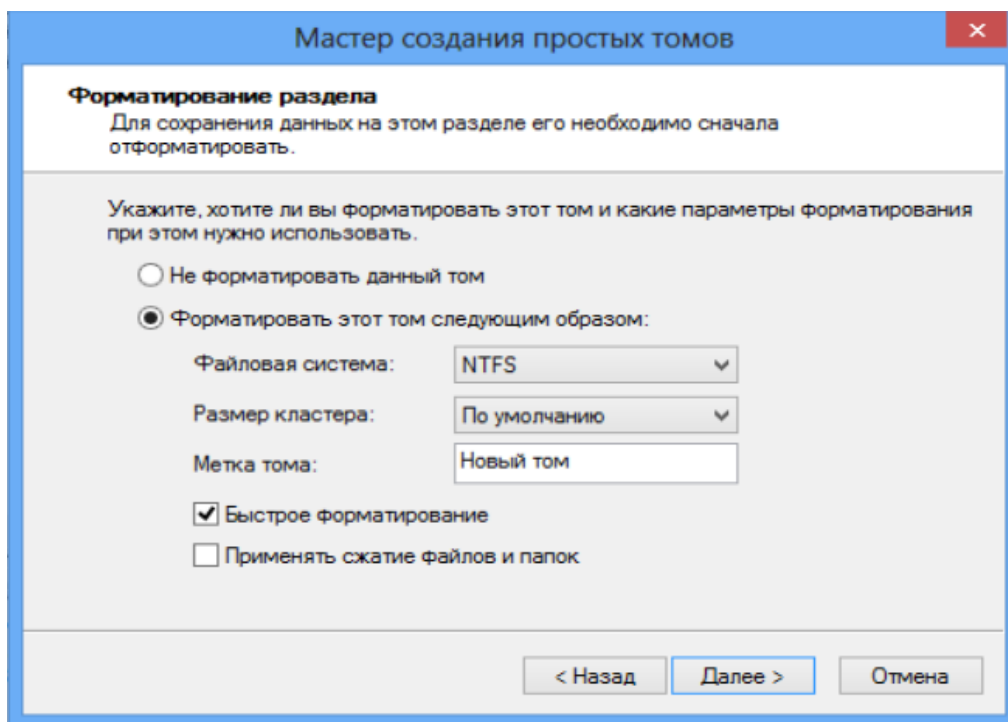 Мастер создания простых томов
Форматирование раздела
Для сохранения данных на этом разделе его необходимо сначала
отформатировать.
Укажите, хотите ли вы форматировать этот том и какие параметры форматирования
при этом нужно использовать.
Не форматировать данный том
Форматировать этот том следующим образом:
Файловая система: NTFS
Размер кластера: По умолчанию
Метка тома: Новый том
Быстрое форматирование
Применять сжатие файлов и папок
< Назад Далее > Отмена